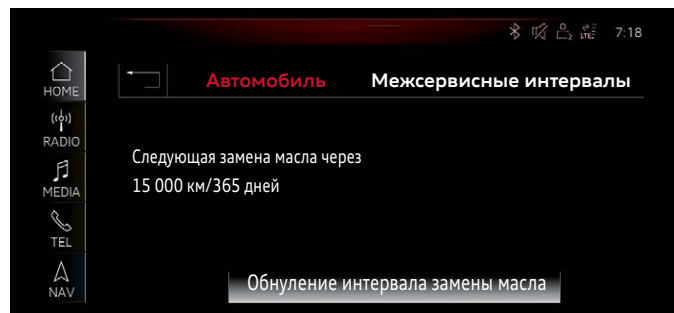 7:18
HOME
Автомобиль Межсервисные интервалы
RADIO
Следующая замена масла через
MEDIA
15 000 км/365 дней
TEL
NAV
Обнуление интервала замены масла